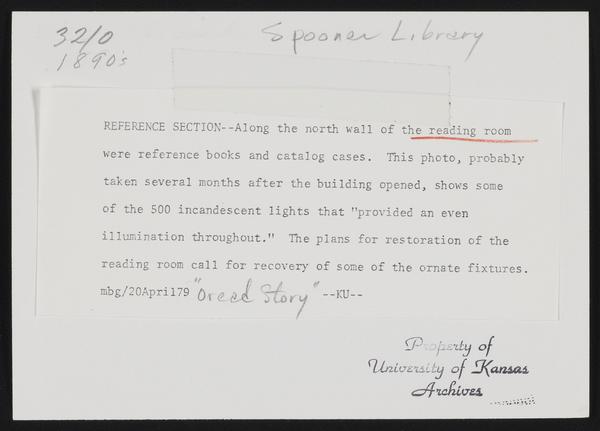 32/0 Spooner Library
1890's
REFERENCE SECTION--Along the north wall of the reading room
were reference books and catalog cases.  This photo, probably
taken several months after the building opened, shows some
of the 500 incandescent lights that "provided an even
illumination throughout."  The plans for restoration of the
reading room call for recovery of some of the ornate fixtures.
mbg/20April79 "Oread Story" --KU--
Property of
University of Kansas
Archives